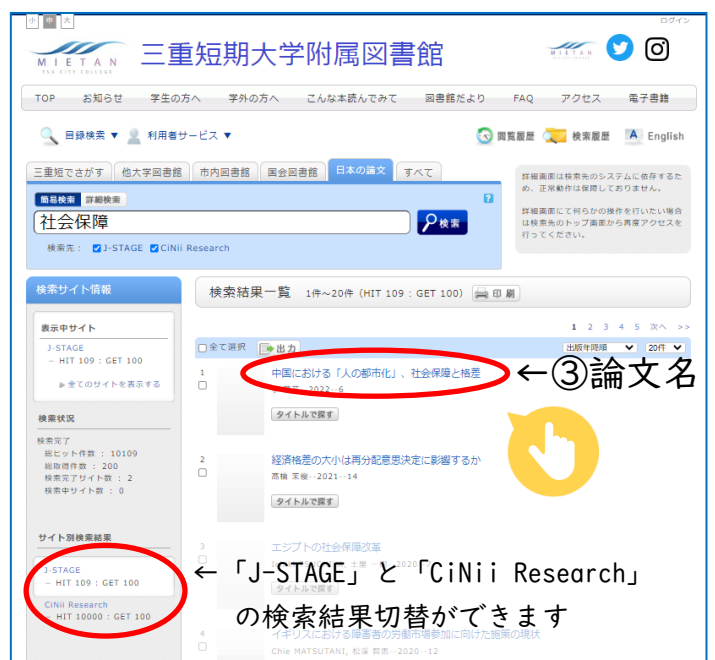 小 中 大
ログイン
MIETAN
TSU CITY COLLEGE
三重短期大学附属図書館
MIETAN
TOP お知らせ 学生の方へ 学外の方へ こんな本読んでみて 図書館だより FAQ アクセス 電子書籍
目録検索 ▼ 利用者サービス ▼
閲覧履歴 検索履歴 English
三重短でさがす 他大学図書館 市内図書館 国会図書館 日本の論文 すべて
簡易検索 詳細検索
社会保障
検索
検索先: J-STAGE CiNii Research
詳細画面は検索先のシステムに依存するため、正常動作は保障しておりません。
詳細画面にて何らかの操作を行いたい場合は検索先のトップ画面から再度アクセスを行ってください。
検索サイト情報
表示中サイト
J-STAGE
− HIT 109 : GET 100
全てのサイトを表示する
検索状況
検索完了
総ヒット件数 : 10109
総取得件数 : 200
検索完了サイト数 : 2
検索中サイト数 : 0
サイト別検索結果
J-STAGE
− HIT 109 : GET 100
CiNii Research
− HIT 10000 : GET 100
検索結果一覧 1件～20件 (HIT 109 : GET 100) 印刷
1 2 3 4 5 次へ >>
全て選択 出力
出版年降順 20件
1 中国における「人の都市化」、社会保障と格差
2022--6
タイトルで探す
←③論文名
2 経済格差の大小は再分配意思決定に影響するか
--2021--14
タイトルで探す
3 エジプトの社会保障改革
タイトルで探す
←「J-STAGE」と「CiNii Research」
の検索結果切替ができます
4 イギリスにおける障害者の労働市場参加に向けた施策の現状
Chie MATSUTANI, --2020--12